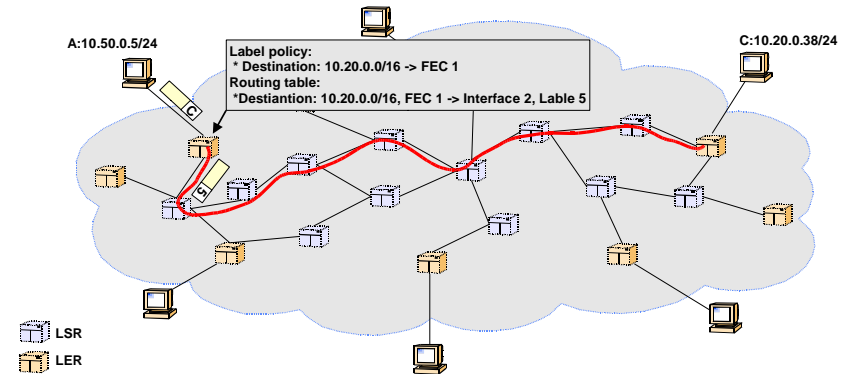 A:10.50.0.5/24
C:10.20.0.38/24
Label policy:
* Destination: 10.20.0.0/16 -> FEC 1
Routing table:
*Destiantion: 10.20.0.0/16, FEC 1 -> Interface 2, Lable 5
C
5
LSR
LER